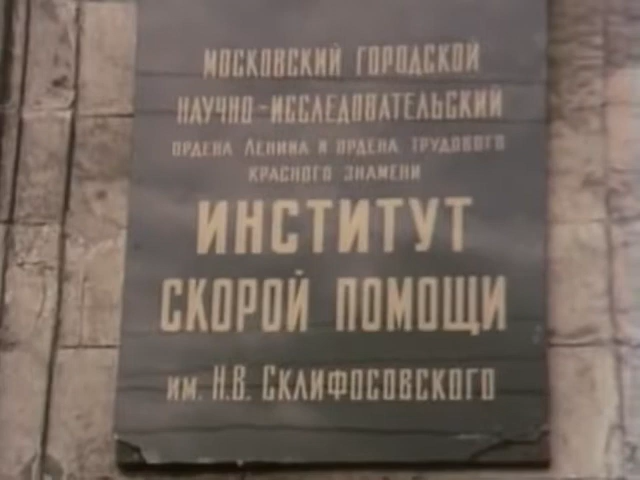 МОСКОВСКИЙ ГОРОДСКОЙ
НАУЧНО-ИССЛЕДОВАТЕЛЬСКИЙ
ОРДЕНА ЛЕНИНА И ОРДЕНА ТРУДОВОГО
КРАСНОГО ЗНАМЕНИ
ИНСТИТУТ
СКОРОЙ ПОМОЩИ
ИМ. Н.В. СКЛИФОСОВСКОГО